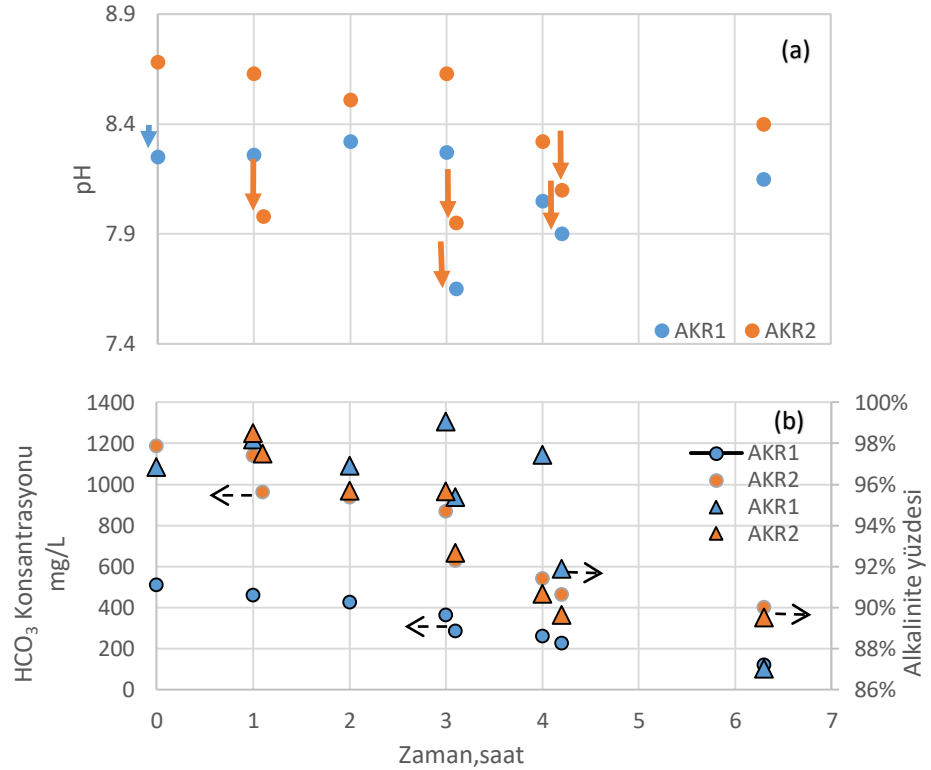 8.9
8.4
7.9
7.4
pH
(a)
AKR1 AKR2
1400
1200
1000
800
600
400
200
0
HCO3 Konsantrasyonu
mg/L
(b)
AKR1
AKR2
AKR1
AKR2
100%
98%
96%
94%
92%
90%
88%
86%
Alkalinite yüzdesi
0 1 2 3 4 5 6 7
Zaman,saat